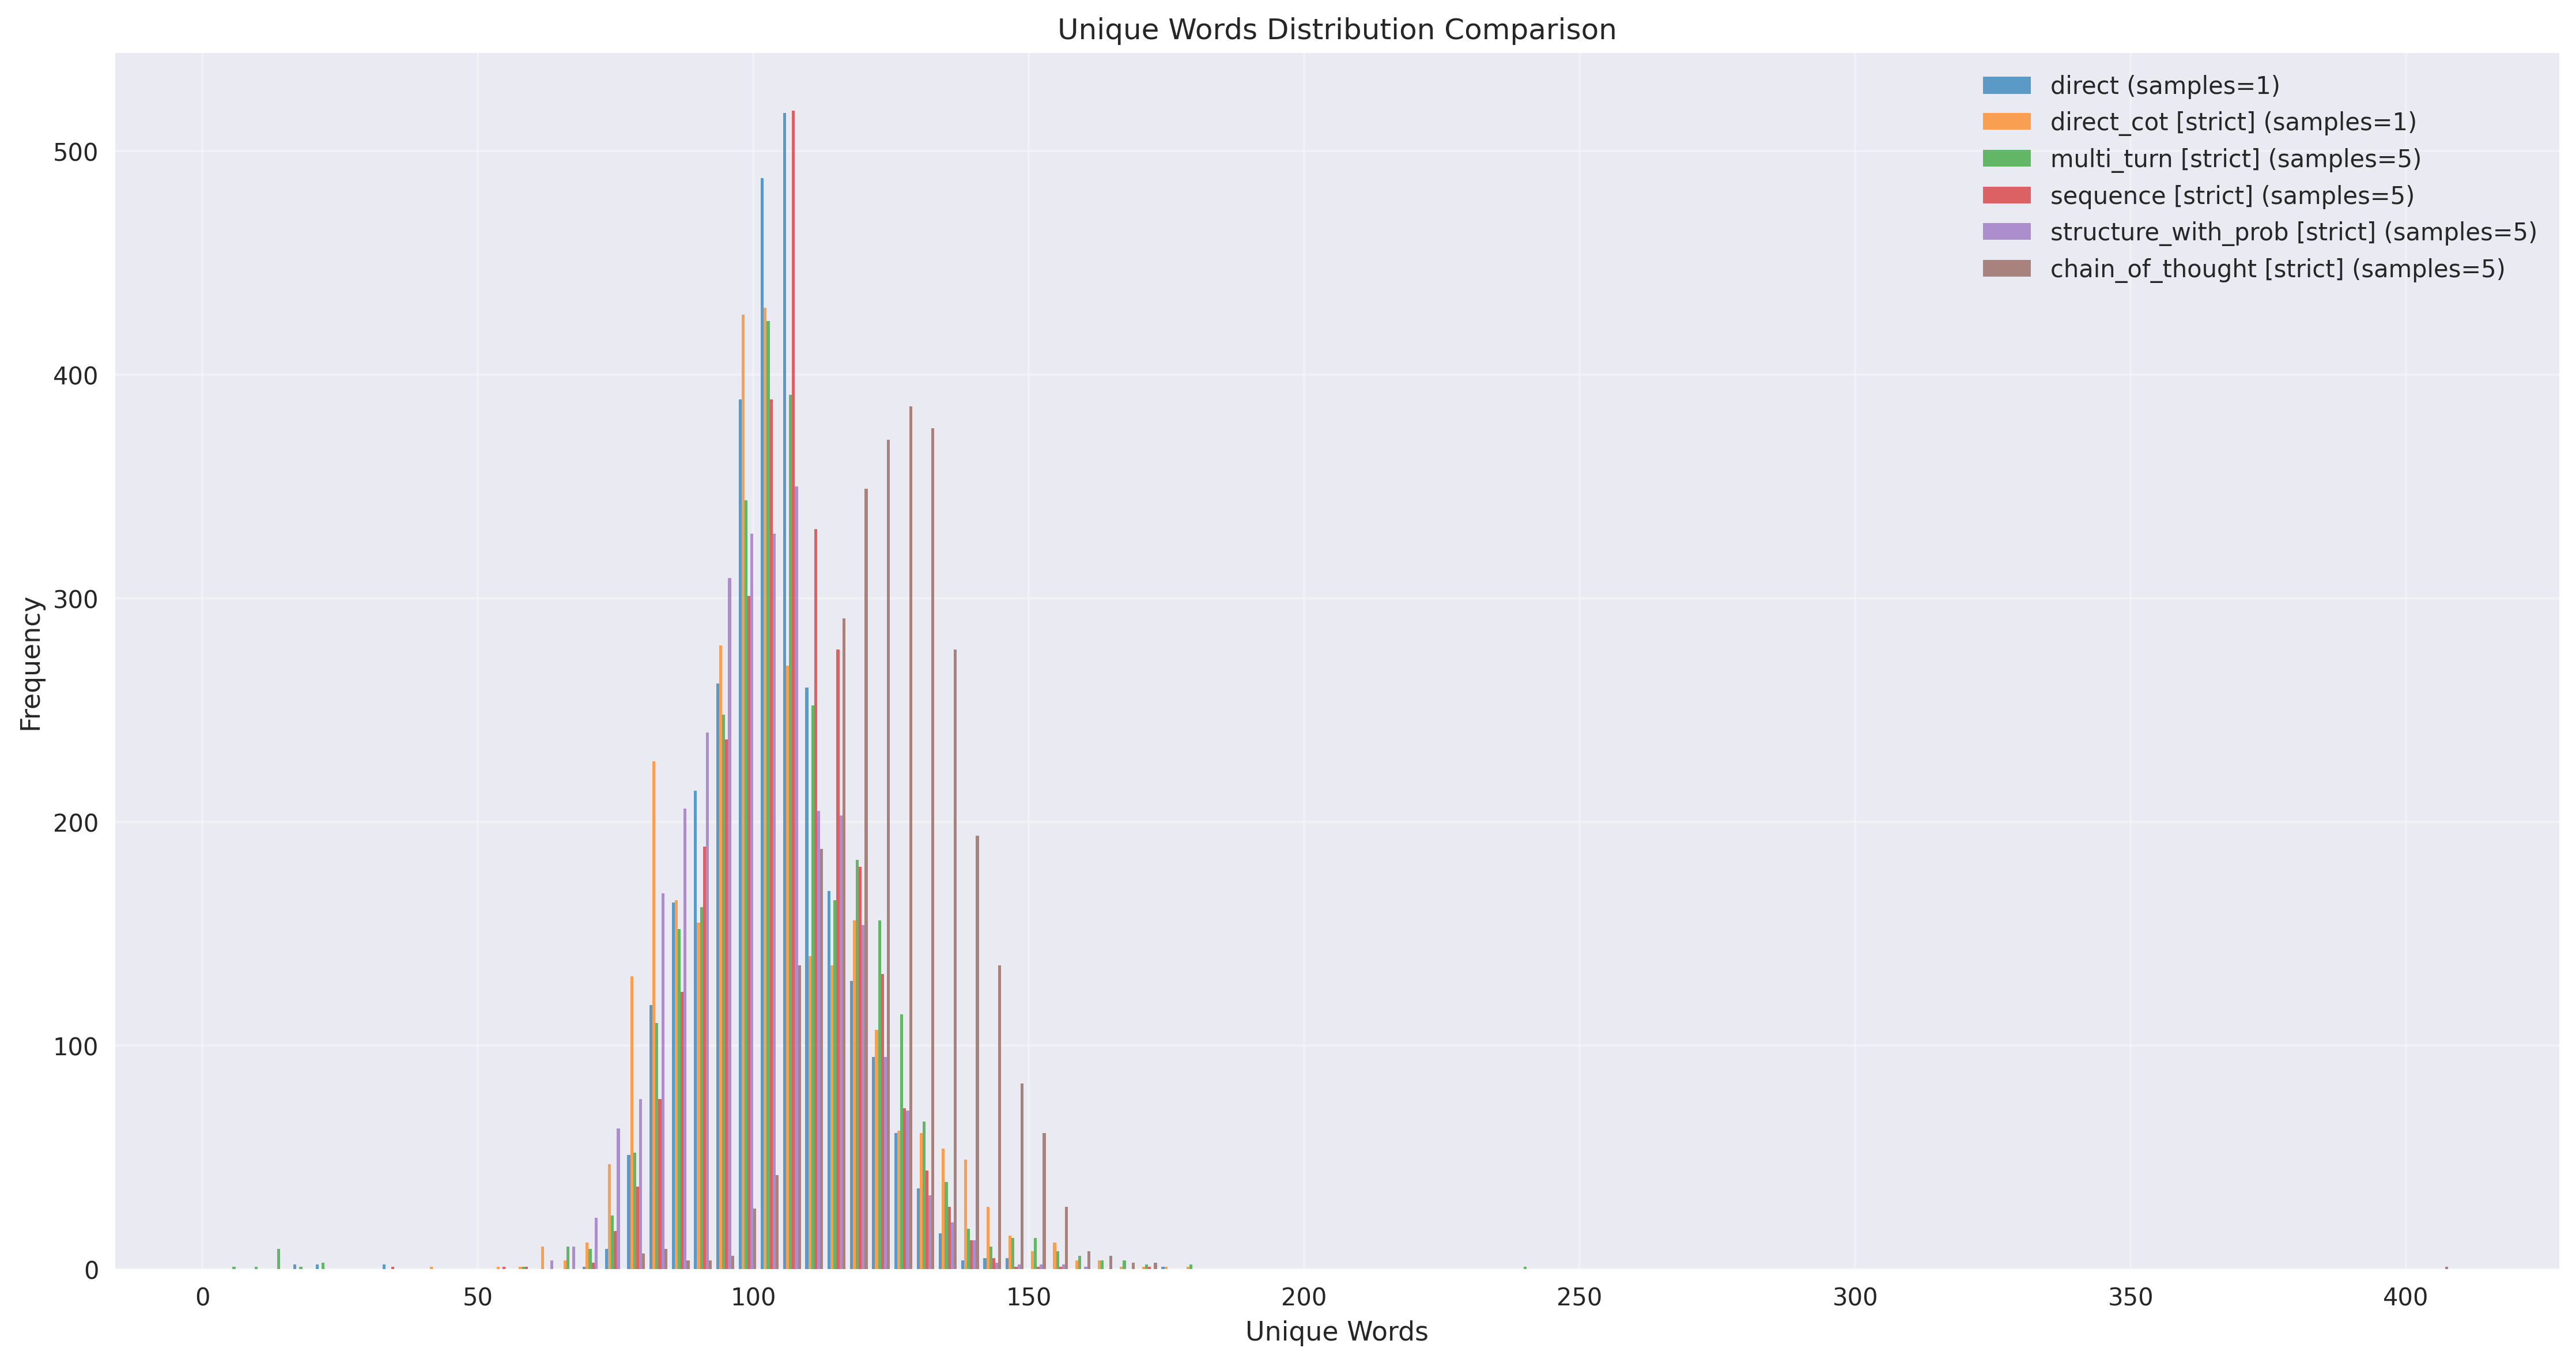 Unique Words Distribution Comparison
direct (samples=1)
direct_cot [strict] (samples=1)
multi_turn [strict] (samples=5)
sequence [strict] (samples=5)
structure_with_prob [strict] (samples=5)
chain_of_thought [strict] (samples=5)
Frequency
500
400
300
200
100
0
0 50 100 150 200 250 300 350 400
Unique Words